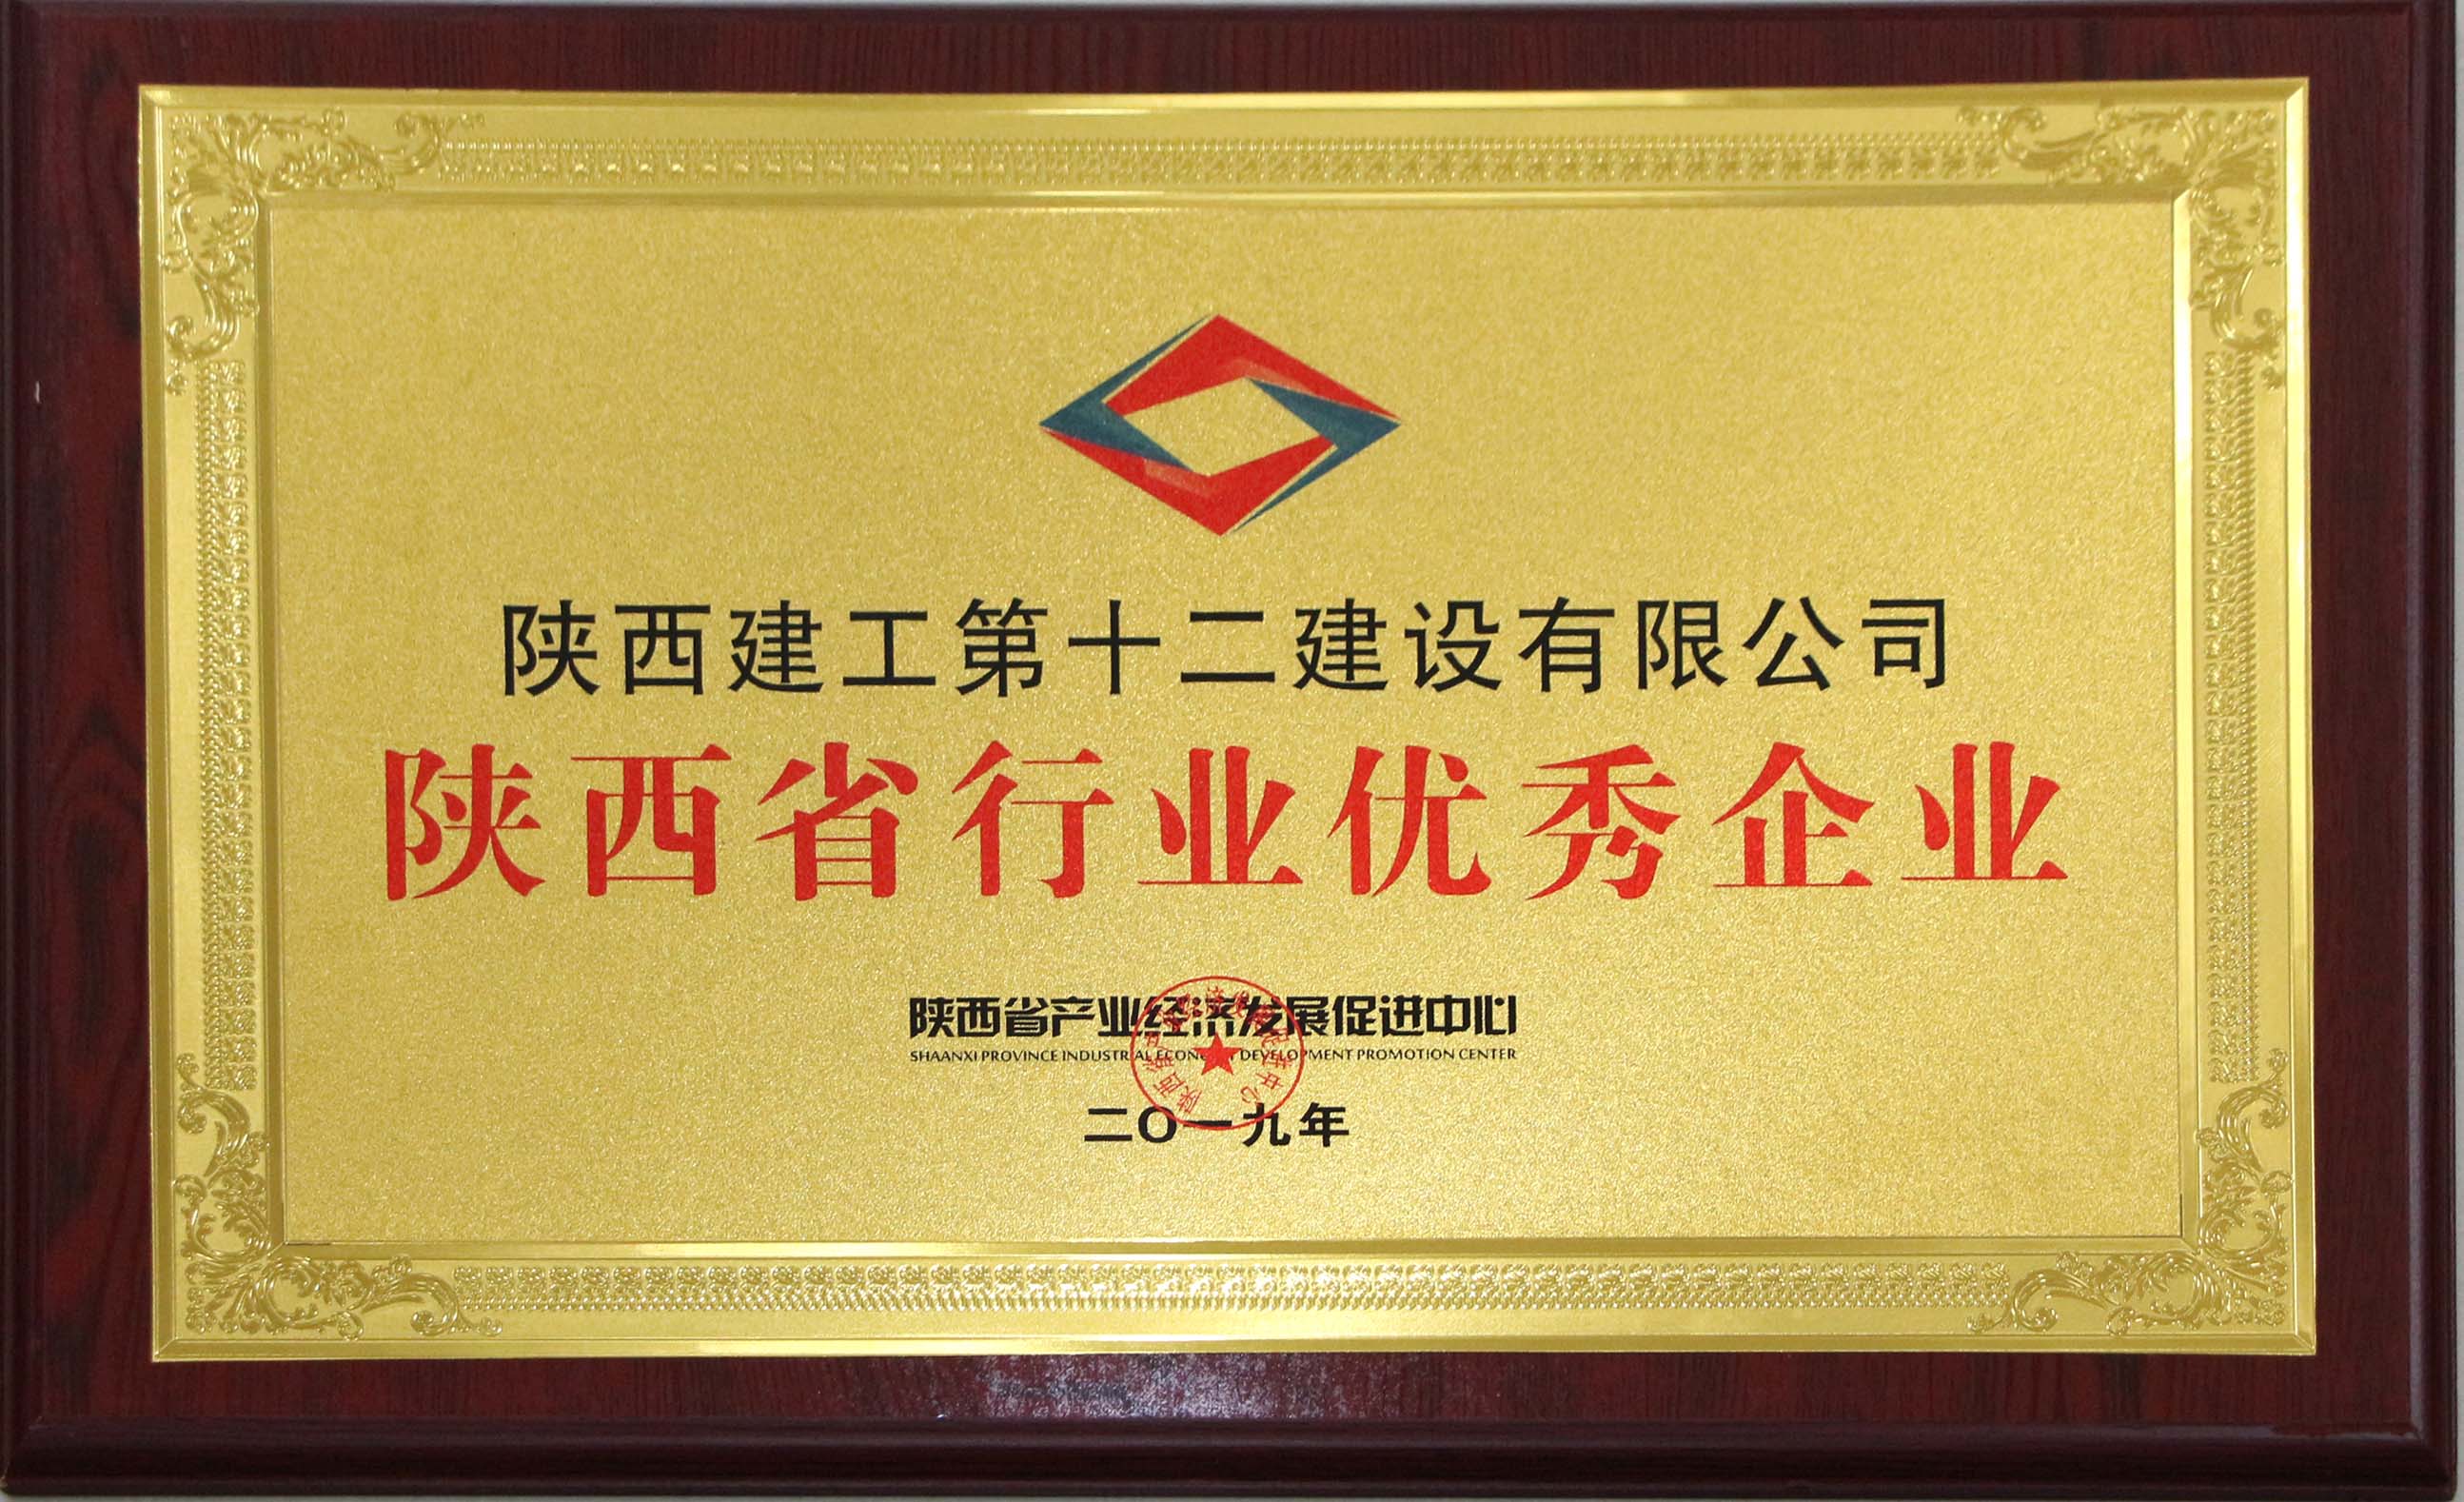 陕西建工第十二建设有限公司
陕西省行业优秀企业
陕西省产业经济发展促进中心
SHAANXI PROVINCE INDUSTRIAL ECONOMY DEVELOPMENT PROMOTION CENTER
二〇一九年